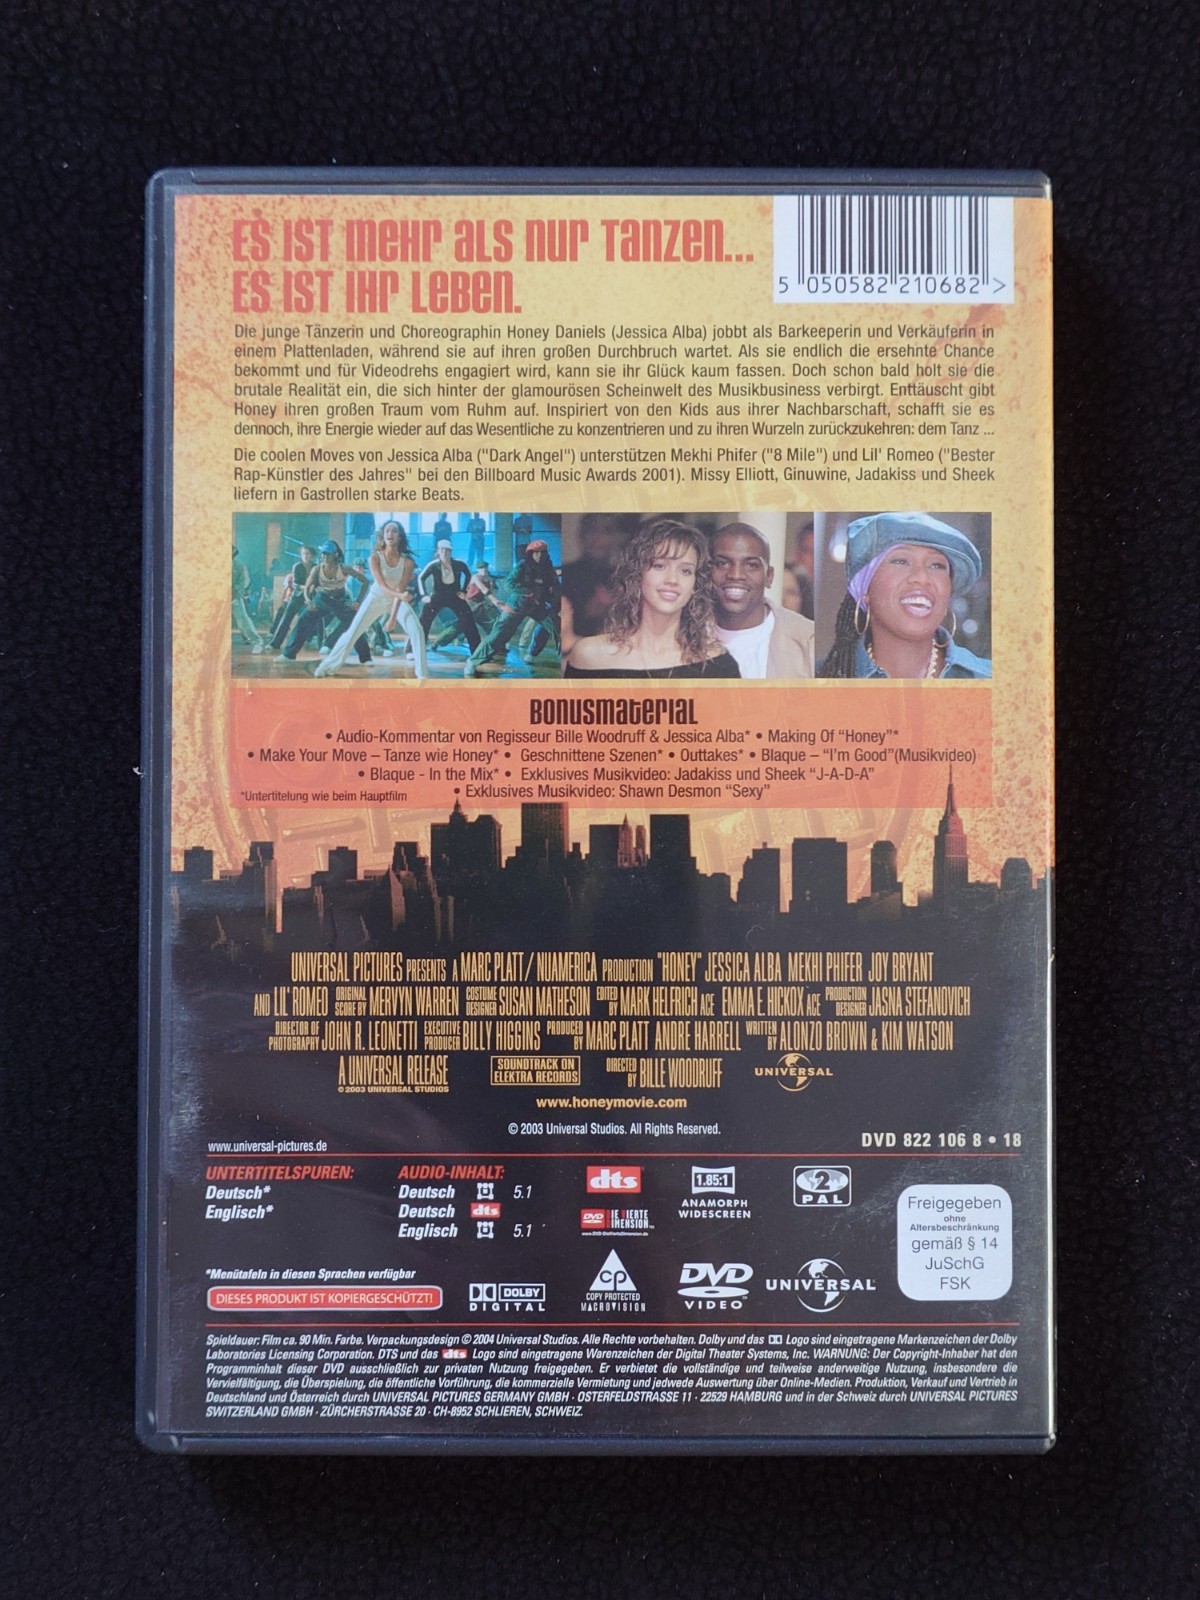 ES IST MEHR ALS NUR TANZEN...
ES IST IHR LEBEN.
5 050582 210682 >
Die junge Tänzerin und Choreographin Honey Daniels (Jessica Alba) jobbt als Barkeeperin und Verkäuferin in
einem Plattenladen, während sie auf ihren großen Durchbruch wartet. Als sie endlich die ersehnte Chance
bekommt und für Videodrehs engagiert wird, kann sie ihr Glück kaum fassen. Doch schon bald holt sie die
brutale Realität ein, die sich hinter der glamourösen Scheinwelt des Musikbusiness verbirgt. Enttäuscht gibt
Honey ihren großen Traum vom Ruhm auf. Inspiriert von den Kids aus ihrer Nachbarschaft, schafft sie es
dennoch, ihre Energie wieder auf das Wesentliche zu konzentrieren und zu ihren Wurzeln zurückzukehren: dem Tanz ...
Die coolen Moves von Jessica Alba ("Dark Angel") unterstützen Mekhi Phifer ("8 Mile") und Lil' Romeo ("Bester
Rap-Künstler des Jahres" bei den Billboard Music Awards 2001). Missy Elliott, Ginuwine, Jadakiss und Sheek
liefern in Gastrollen starke Beats.
BONUSMATERIAL
• Audio-Kommentar von Regisseur Bille Woodruff & Jessica Alba* • Making Of “Honey”*
• Make Your Move – Tanze wie Honey* • Geschnittene Szenen* • Outtakes* • Blaque – “I'm Good”(Musikvideo)
• Blaque - In the Mix* • Exklusives Musikvideo: Jadakiss und Sheek “J-A-D-A”
*Untertitelung wie beim Hauptfilm • Exklusives Musikvideo: Shawn Desmon “Sexy”
UNIVERSAL PICTURES PRESENTS A MARC PLATT/NUAMERICA PRODUCTION "HONEY" JESSICA ALBA MEKHI PHIFER JOY BRYANT
AND LIL' ROMEO ORIGINAL SCORE BY MERVYN WARREN COSTUME DESIGNER SUSAN MATHESON EDITED BY MARK HELFRICH ACE EMMA E. HICKOX ACE PRODUCTION DESIGNER JASNA STEFANOVICH
DIRECTOR OF PHOTOGRAPHY JOHN R. LEONETTI EXECUTIVE PRODUCER BILLY HIGGINS PRODUCED BY MARC PLATT ANDRE HARRELL WRITTEN BY ALONZO BROWN & KIM WATSON
A UNIVERSAL RELEASE SOUNDTRACK ON ELEKTRA RECORDS DIRECTED BY BILLE WOODRUFF UNIVERSAL
© 2003 UNIVERSAL STUDIOS
www.honeymovie.com
© 2003 Universal Studios. All Rights Reserved.
www.universal-pictures.de
DVD 822 106 8 • 18
UNTERTITELSPUREN:
Deutsch*
Englisch*
AUDIO-INHALT:
Deutsch 5.1
Deutsch dts
Englisch 5.1
dts
DVD DIE VIERTE DIMENSION
1.85:1
ANAMORPH
WIDESCREEN
2
PAL
Freigegeben
ohne
Altersbeschränkung
gemäß § 14
JuSchG
FSK
*Menütafeln in diesen Sprachen verfügbar
DIESES PRODUKT IST KOPIERGESCHÜTZT!
DOLBY
DIGITAL
CP
COPY PROTECTED
MACROVISION
DVD
VIDEO
UNIVERSAL
Spieldauer: Film ca. 90 Min. Farbe. Verpackungsdesign © 2004 Universal Studios. Alle Rechte vorbehalten. Dolby und das Logo sind eingetragene Markenzeichen der Dolby
Laboratories Licensing Corporation. DTS und das dts Logo sind eingetragene Warenzeichen der Digital Theater Systems, Inc. WARNUNG: Der Copyright-Inhaber hat den
Programminhalt dieser DVD ausschließlich zur privaten Nutzung freigegeben. Er verbietet die vollständige und teilweise anderweitige Nutzung, insbesondere die
Vervielfältigung, die Überspielung, die öffentliche Vorführung, die kommerzielle Vermietung und jedwede Auswertung über Online-Medien. Produktion, Verkauf und Vertrieb in
Deutschland und Österreich durch UNIVERSAL PICTURES GERMANY GMBH · OSTERFELDSTRASSE 11 · 22529 HAMBURG und in der Schweiz durch UNIVERSAL PICTURES
SWITZERLAND GMBH · ZÜRCHERSTRASSE 20 · CH-8952 SCHLIEREN, SCHWEIZ.